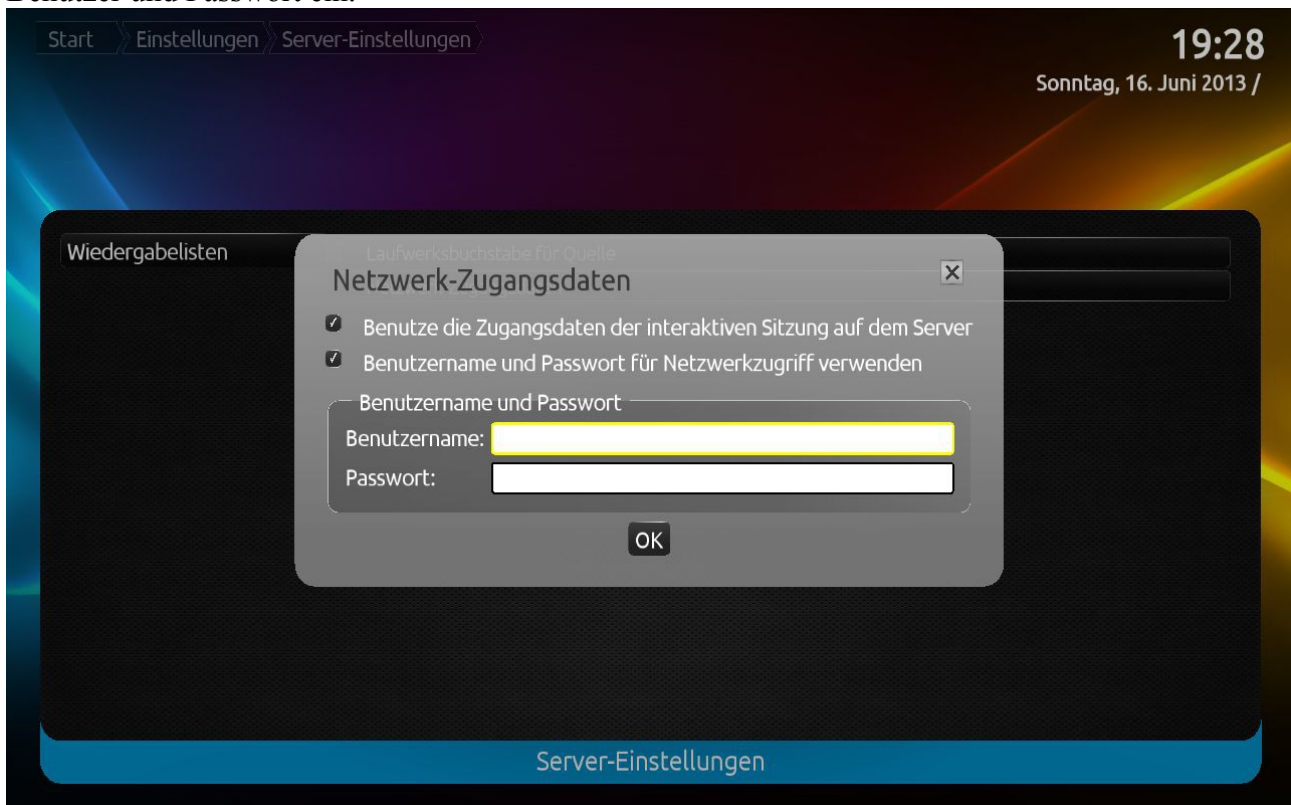 Benutzer und Passwort ein.
Start Einstellungen Server-Einstellungen
19:28
Sonntag, 16. Juni 2013 /
Wiedergabelisten
Laufwerksbuchstabe für Quelle
Netzwerk-Zugangsdaten
Benutze die Zugangsdaten der interaktiven Sitzung auf dem Server
Benutzername und Passwort für Netzwerkzugriff verwenden
Benutzername und Passwort
Benutzername:
Passwort:
OK
Server-Einstellungen